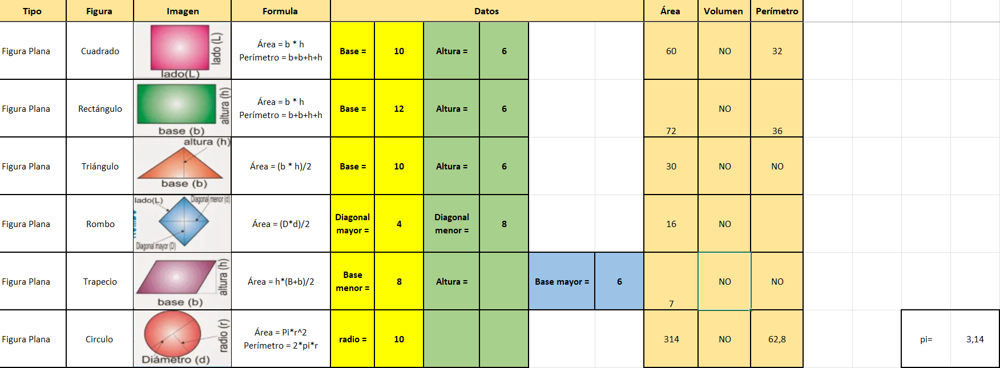 Tipo Figura Imagen Formula Datos Área Volumen Perímetro
Figura Plana Cuadrado lado (L) lado(L) Área = b * h
Perímetro = b+b+h+h Base = 10 Altura = 6 60 NO 32
Figura Plana Rectángulo altura (h) base (b) Área = b * h
Perímetro = b+b+h+h Base = 12 Altura = 6 72 NO 36
Figura Plana Triángulo altura (h) base (b) Área = (b * h)/2 Base = 10 Altura = 6 30 NO NO
Figura Plana Rombo lado(L) Diagonal menor (d) Diagonal mayor (D) Área = (D*d)/2 Diagonal
mayor = 4 Diagonal
menor = 8 16 NO
Figura Plana Trapecio altura (h) base (b) Área = h*(B+b)/2 Base
menor = 8 Altura = Base mayor = 6 7 NO NO
Figura Plana Circulo radio (r) Diámetro (d) Área = Pi*r^2
Perímetro = 2*pi*r radio = 10 314 NO 62,8 pi= 3,14